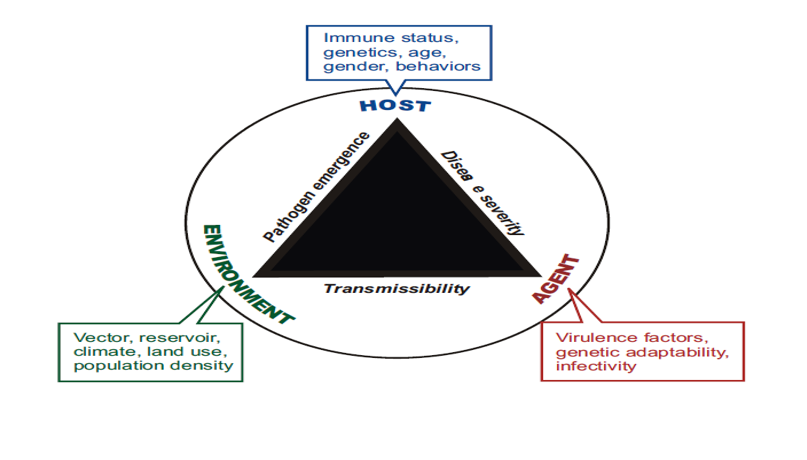 Immune status,
genetics, age,
gender, behaviors
HOST
Pathogen emergence
Disease severity
ENVIRONMENT
AGENT
Transmissibility
Vector, reservoir,
climate, land use,
population density
Virulence factors,
genetic adaptability,
infectivity